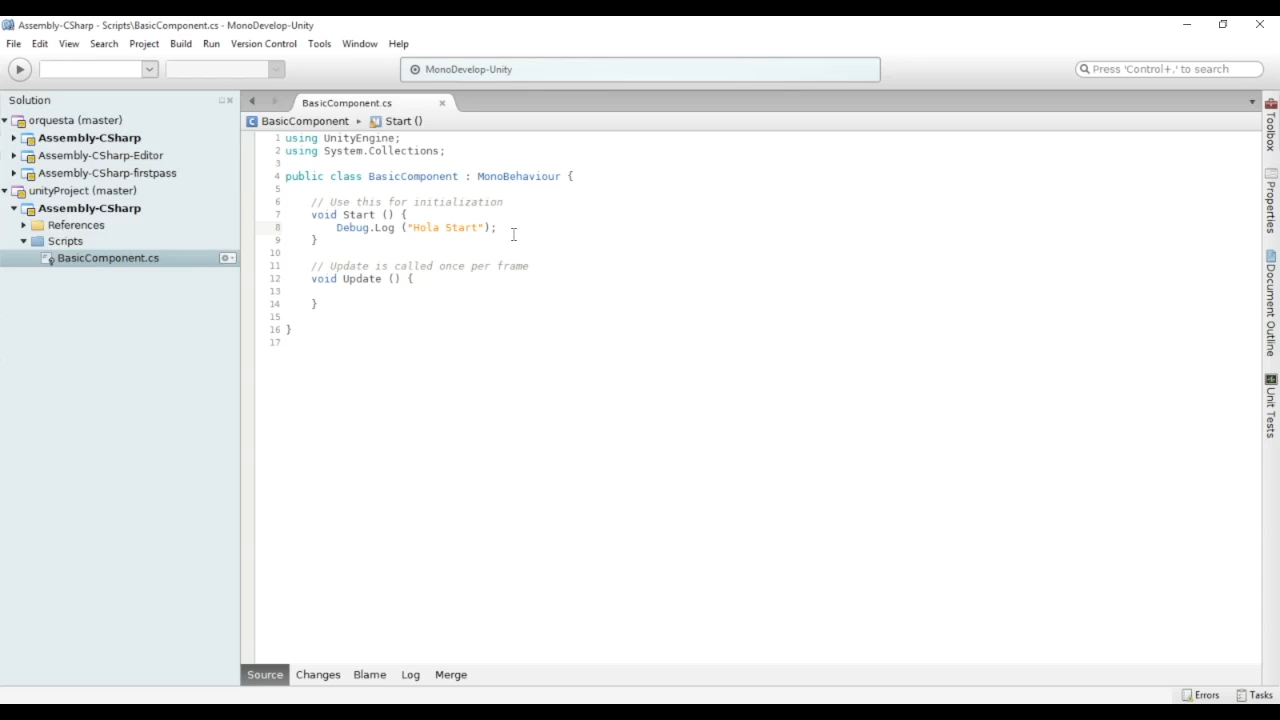 Assembly-CSharp - Scripts\BasicComponent.cs - MonoDevelop-Unity
File Edit View Search Project Build Run Version Control Tools Window Help
MonoDevelop-Unity
Press 'Control+,' to search
Solution
orquesta (master)
Assembly-CSharp
Assembly-CSharp-Editor
Assembly-CSharp-firstpass
unityProject (master)
Assembly-CSharp
References
Scripts
BasicComponent.cs
BasicComponent.cs
BasicComponent Start ()
1 using UnityEngine;
2 using System.Collections;
3
4 public class BasicComponent : MonoBehaviour {
5
6 // Use this for initialization
7 void Start () {
8 Debug.Log ("Hola Start");
9 }
10
11 // Update is called once per frame
12 void Update () {
13
14 }
15
16 }
17
Toolbox
Properties
Document Outline
Unit Tests
Source Changes Blame Log Merge
Errors Tasks